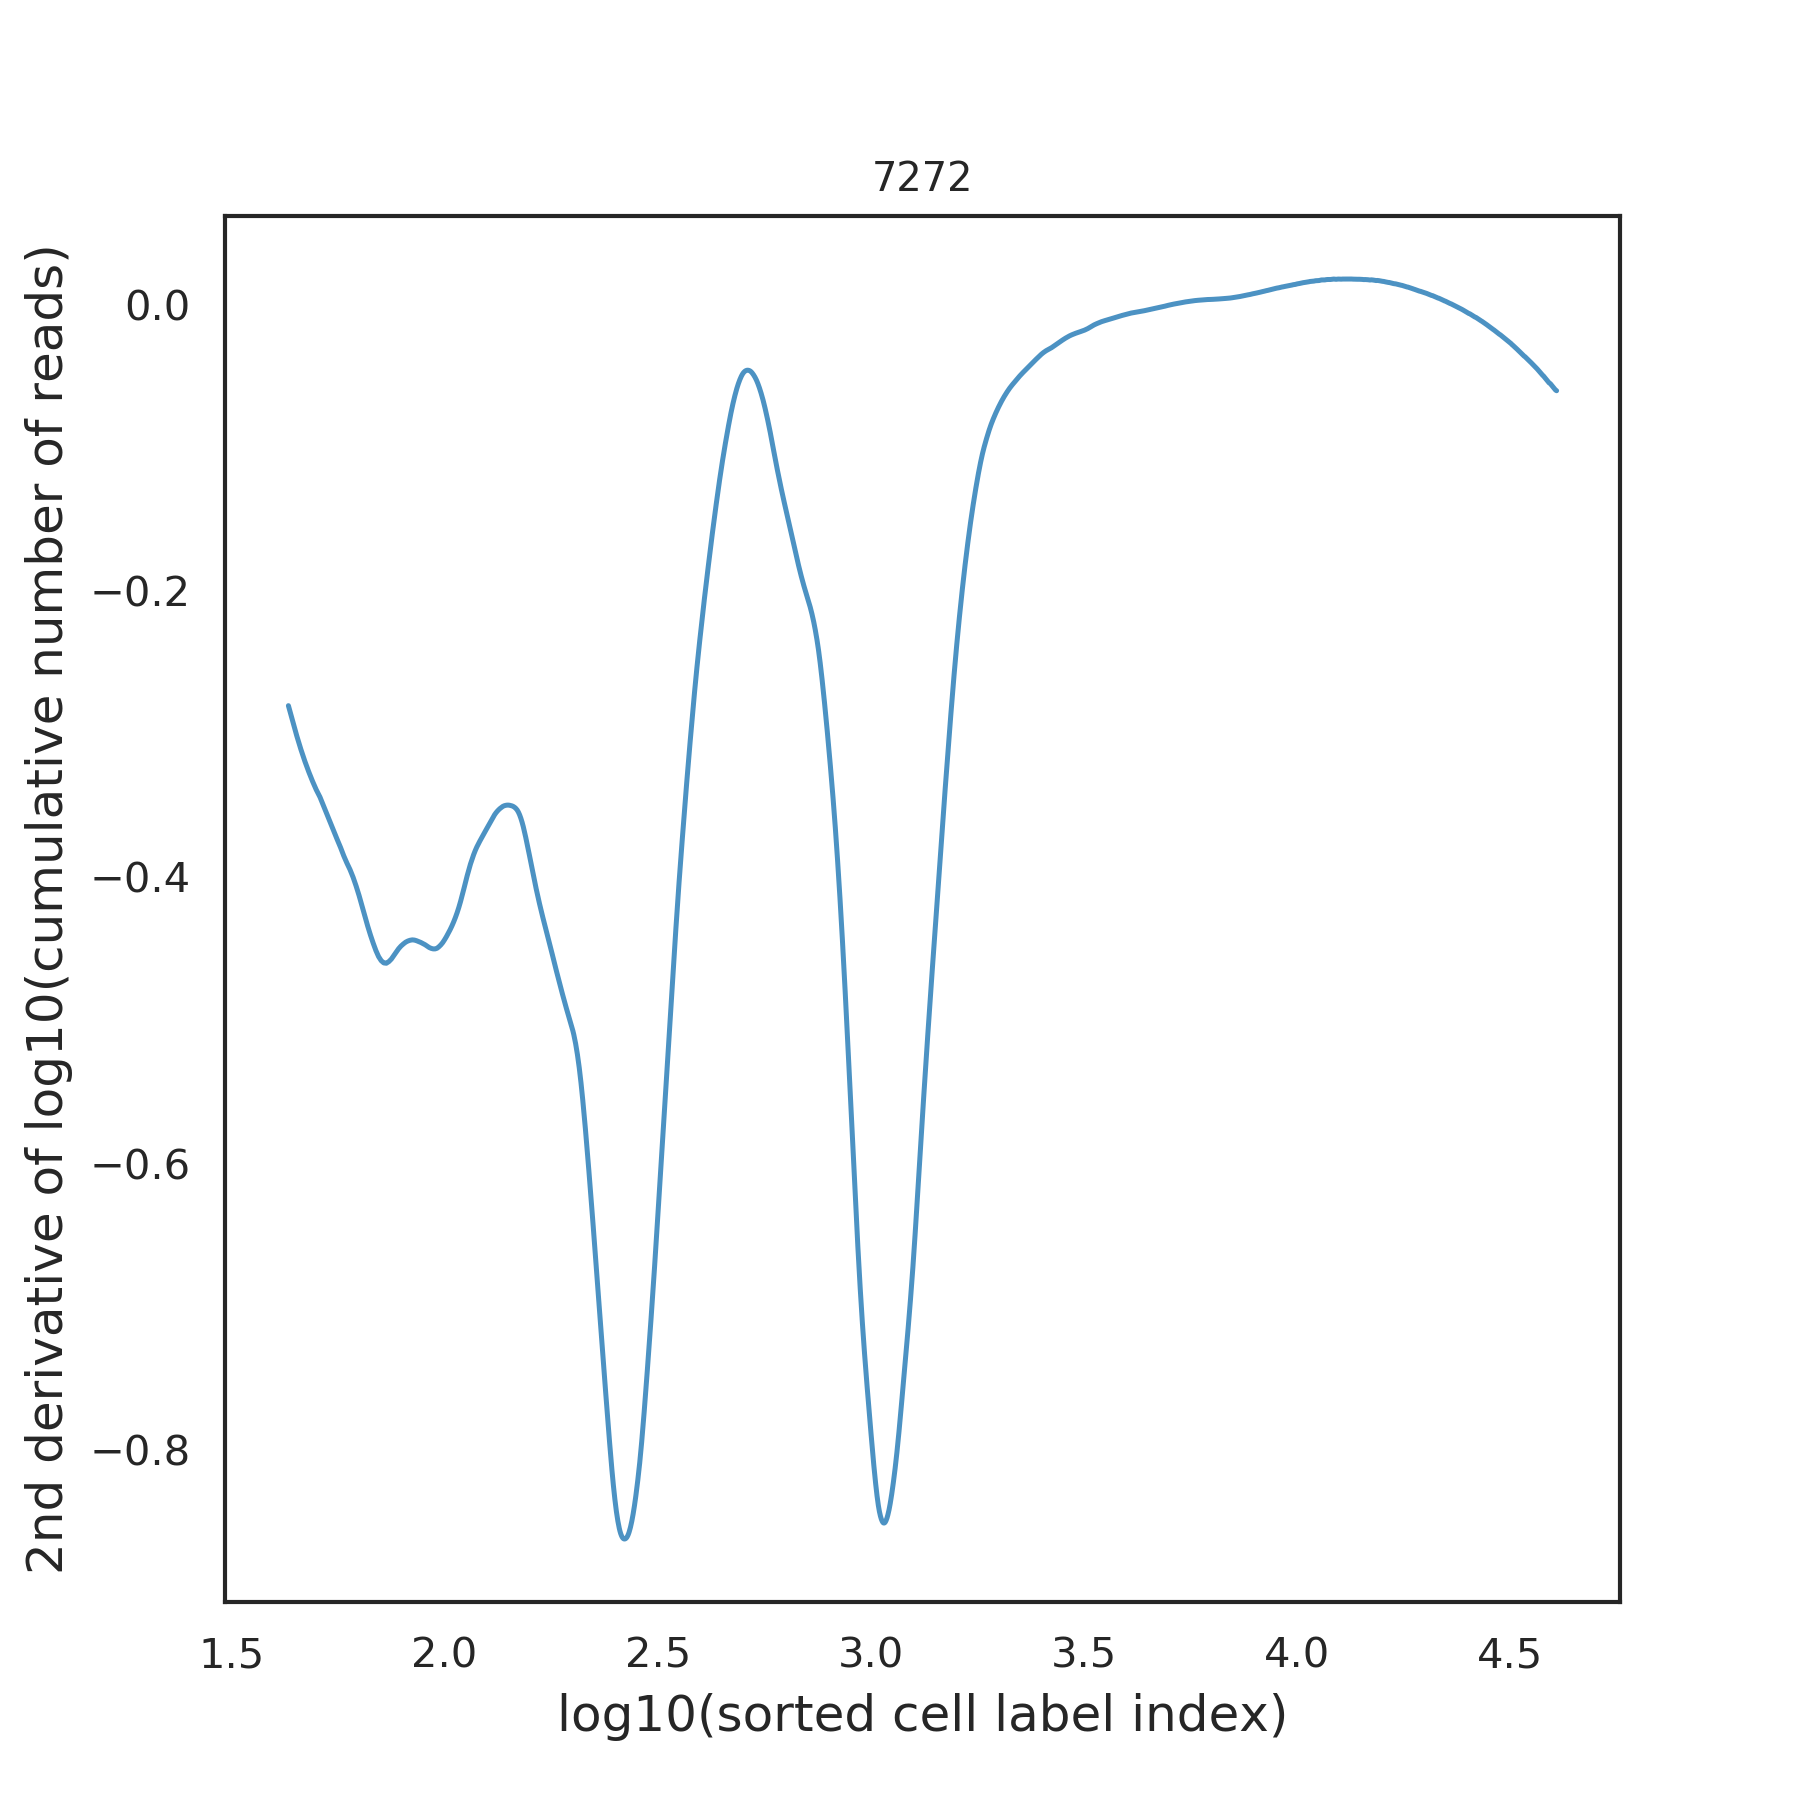 7272
2nd derivative of log10(cumulative number of reads)
0.0
−0.2
−0.4
−0.6
−0.8
1.5 2.0 2.5 3.0 3.5 4.0 4.5
log10(sorted cell label index)